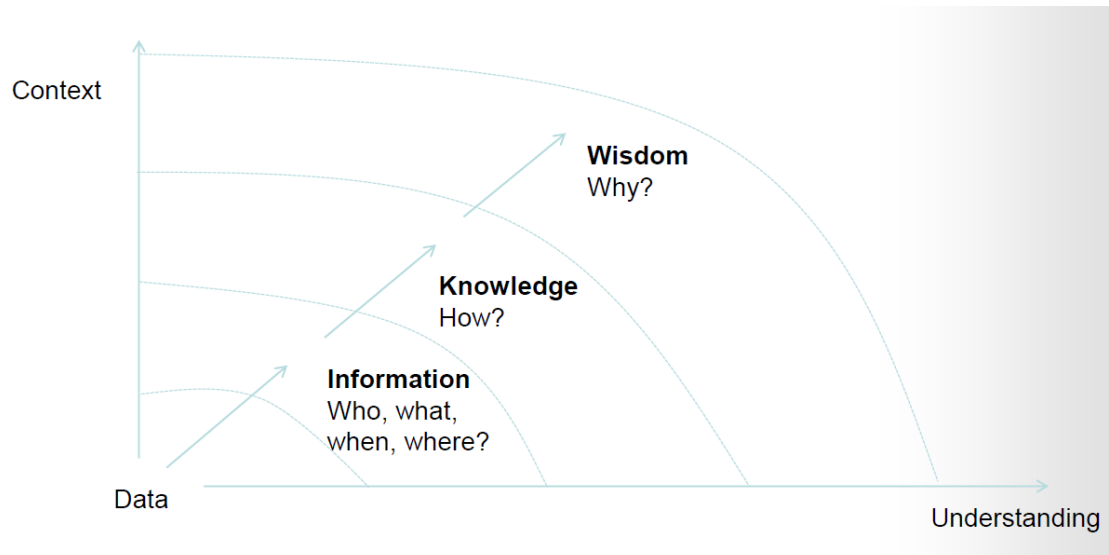 Context
Wisdom
Why?
Knowledge
How?
Information
Who, what,
when, where?
Data
Understanding